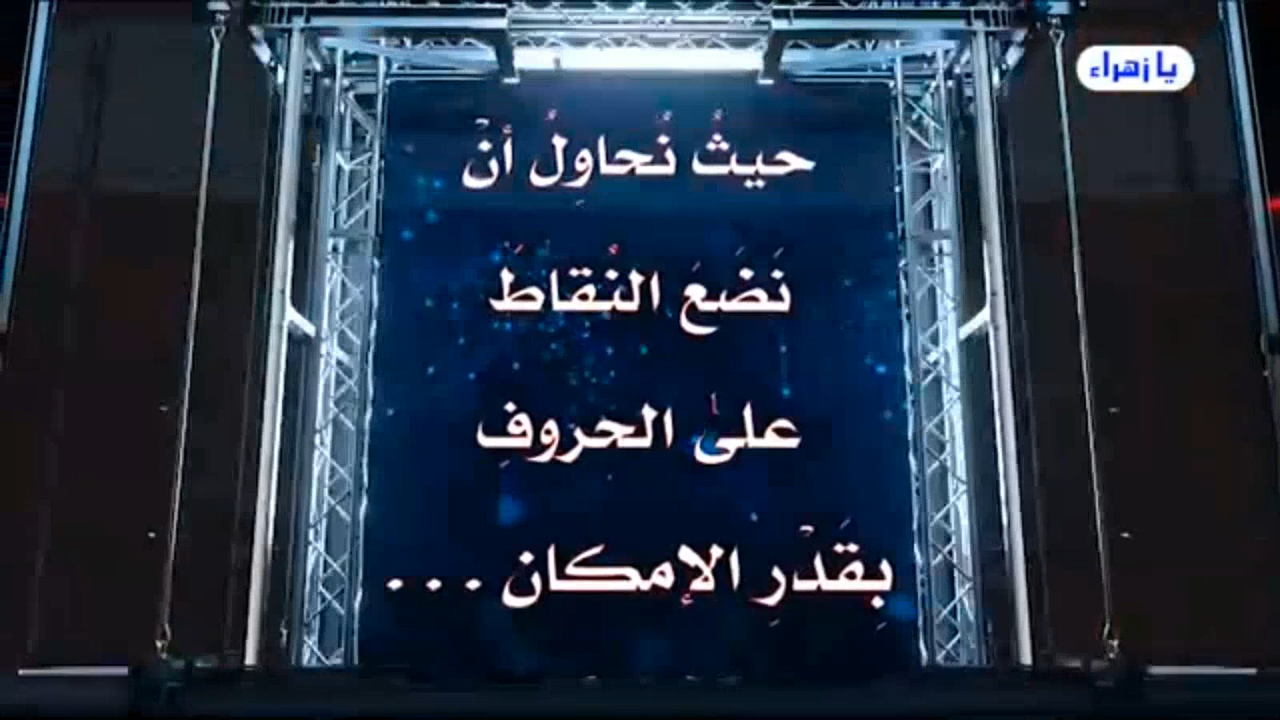 يا زهراء
حيثُ نُحاوِلُ أنْ
نَضَعَ النُقاطَ
على الحروفِ
بِقَدْرِ الإمكان . . .